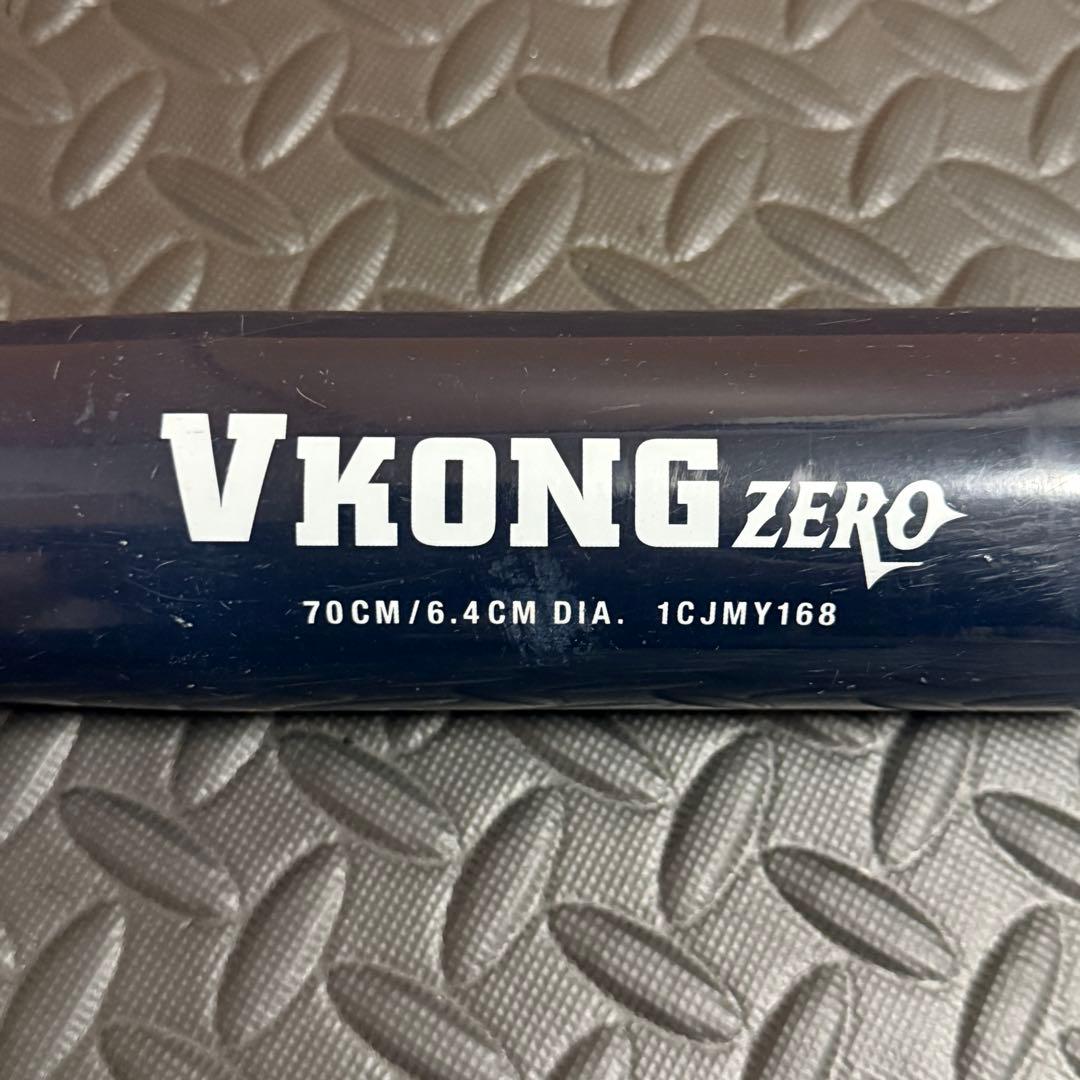 VKONG ZERO
70CM/6.4CM DIA. 1CJMY168